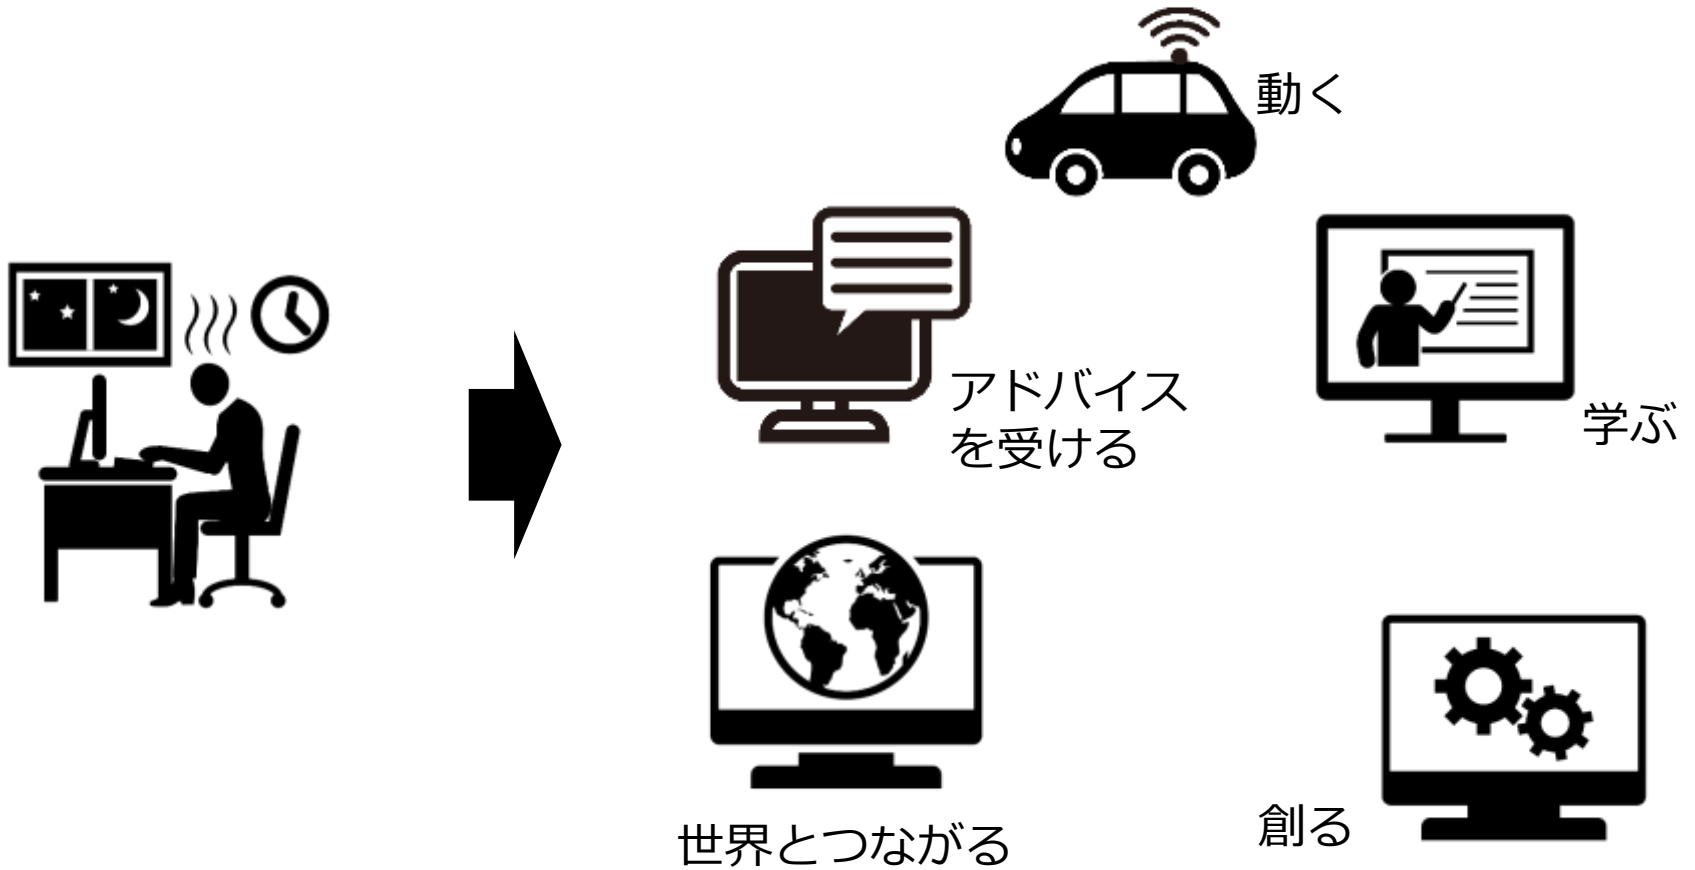 動く
アドバイス
を受ける
学ぶ
世界とつながる
創る